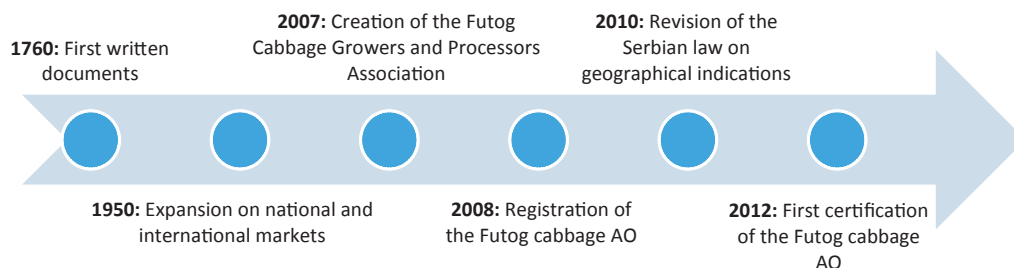 1760: First written
documents
1950: Expansion on national and
international markets
2007: Creation of the Futog
Cabbage Growers and Processors
Association
2008: Registration of
the Futog cabbage AO
2010: Revision of the
Serbian law on
geographical indications
2012: First certification
of the Futog cabbage
AO